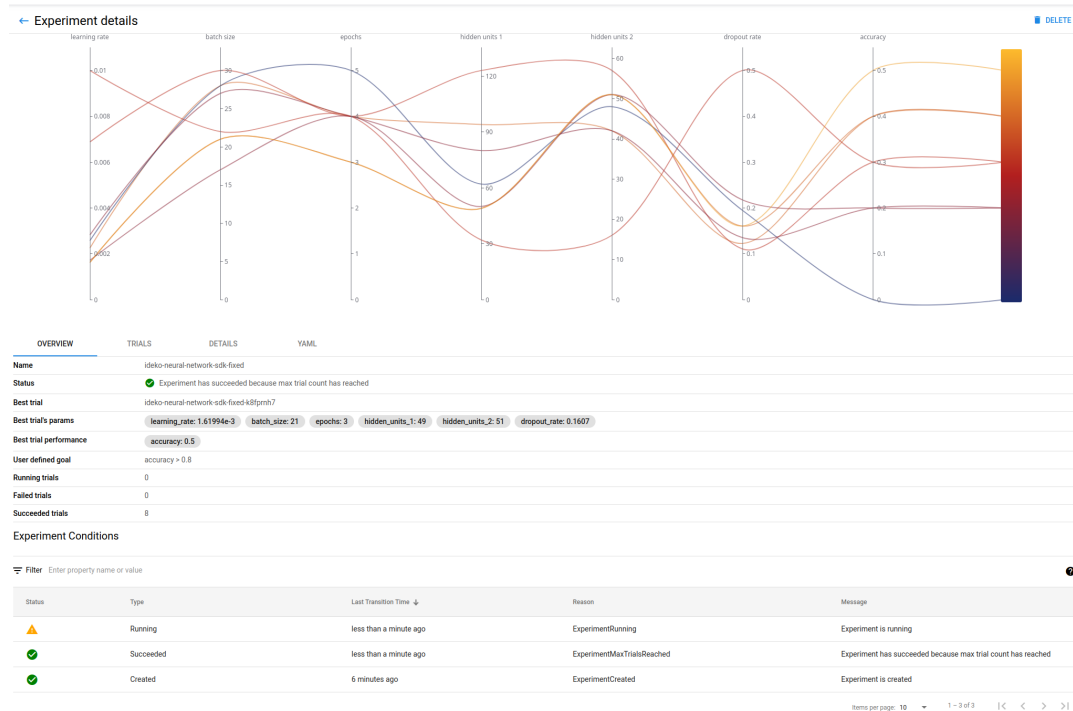 Experiment details
DELETE
learning rate batch size epochs hidden units 1 hidden units 2 dropout rate accuracy
0.01 0.008 0.006 0.004 0.002 0
30 25 20 15 10 5 0
5 4 3 2 1 0
120 90 60 30 0
60 50 40 30 20 10 0
0.5 0.4 0.3 0.2 0.1 0
0.5 0.4 0.3 0.2 0.1 0
OVERVIEW TRIALS DETAILS YAML
Name ideko-neural-network-sdk-fixed
Status Experiment has succeeded because max trial count has reached
Best trial ideko-neural-network-sdk-fixed-k8fprnh7
Best trial's params learning_rate: 1.61994e-3 batch_size: 21 epochs: 3 hidden_units_1: 49 hidden_units_2: 51 dropout_rate: 0.1607
Best trial performance accuracy: 0.5
User defined goal accuracy > 0.8
Running trials 0
Failed trials 0
Succeeded trials 8
Experiment Conditions
Filter Enter property name or value
Status Type Last Transition Time Reason Message
Running less than a minute ago ExperimentRunning Experiment is running
Succeeded less than a minute ago ExperimentMaxTrialsReached Experiment has succeeded because max trial count has reached
Created 6 minutes ago ExperimentCreated Experiment is created
Items per page: 10 1 – 3 of 3